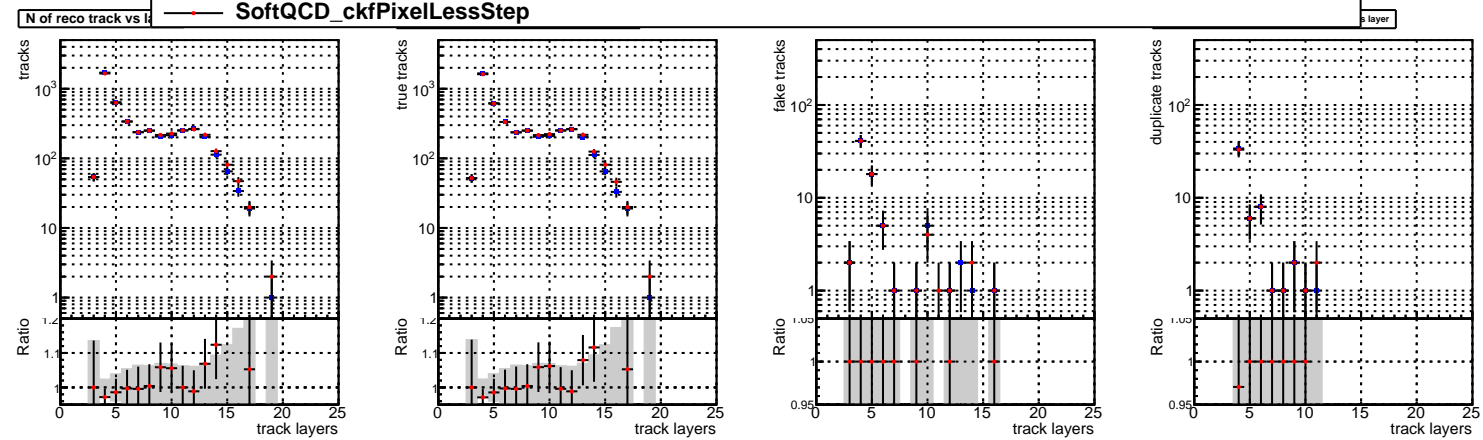 SoftQCD_ckfPixelLessStep
N of reco track vs la
s layer
tracks
10³
10²
10
1
Ratio
1.2
1.1
1
0 5 10 15 20 25
track layers
true tracks
10³
10²
10
1
Ratio
1.2
1.1
1
0 5 10 15 20 25
track layers
fake tracks
10²
10
1
Ratio
1.05
1
0.95
0 5 10 15 20 25
track layers
duplicate tracks
10²
10
1
Ratio
1.05
1
0.95
0 5 10 15 20 25
track layers